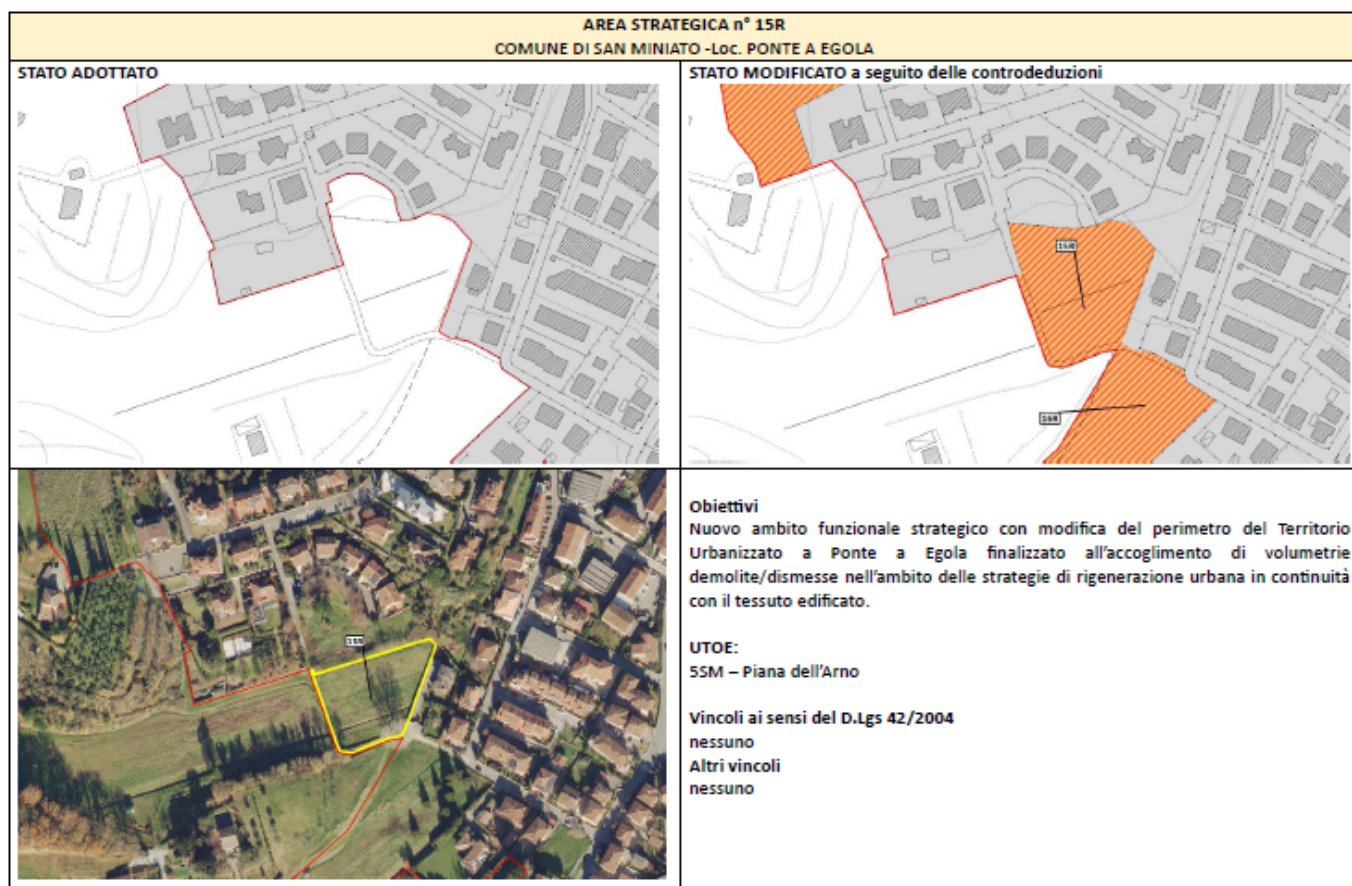 AREA STRATEGICA n° 15R
COMUNE DI SAN MINIATO -Loc. PONTE A EGOLA
STATO ADOTTATO
STATO MODIFICATO a seguito delle controdeduzioni
15R
16R
15R
Obiettivi
Nuovo ambito funzionale strategico con modifica del perimetro del Territorio
Urbanizzato a Ponte a Egola finalizzato all'accoglimento di volumetrie
demolite/dismesse nell'ambito delle strategie di rigenerazione urbana in continuità
con il tessuto edificato.
UTOE:
5SM – Piana dell'Arno
Vincoli ai sensi del D.Lgs 42/2004
nessuno
Altri vincoli
nessuno